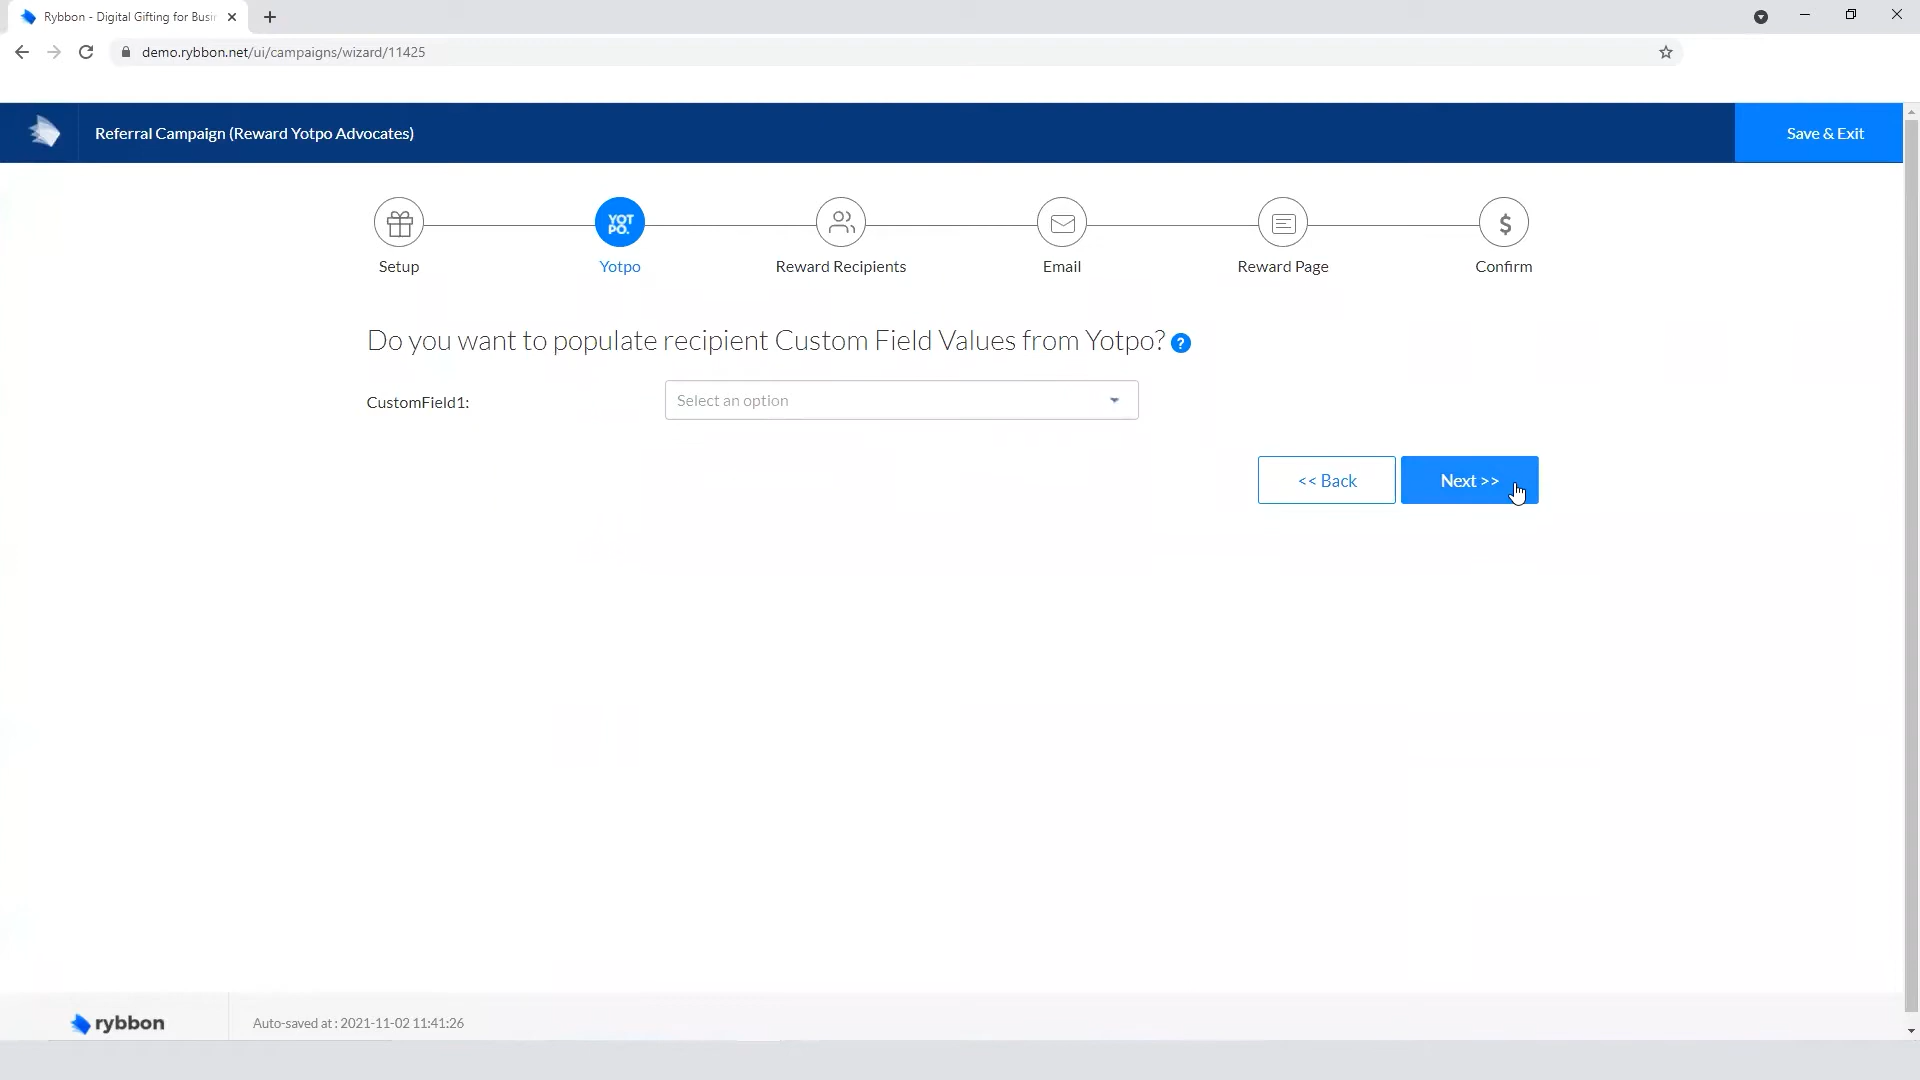 Rybbon - Digital Gifting for Busi
demo.rybbon.net/ui/campaigns/wizard/11425
Referral Campaign (Reward Yotpo Advocates)
Save & Exit
YOT
PO.
Setup
Yotpo
Reward Recipients
Email
Reward Page
$
Confirm
Do you want to populate recipient Custom Field Values from Yotpo? ?
CustomField1:
Select an option
<< Back
Next >>
rybbon
Auto-saved at : 2021-11-02 11:41:26